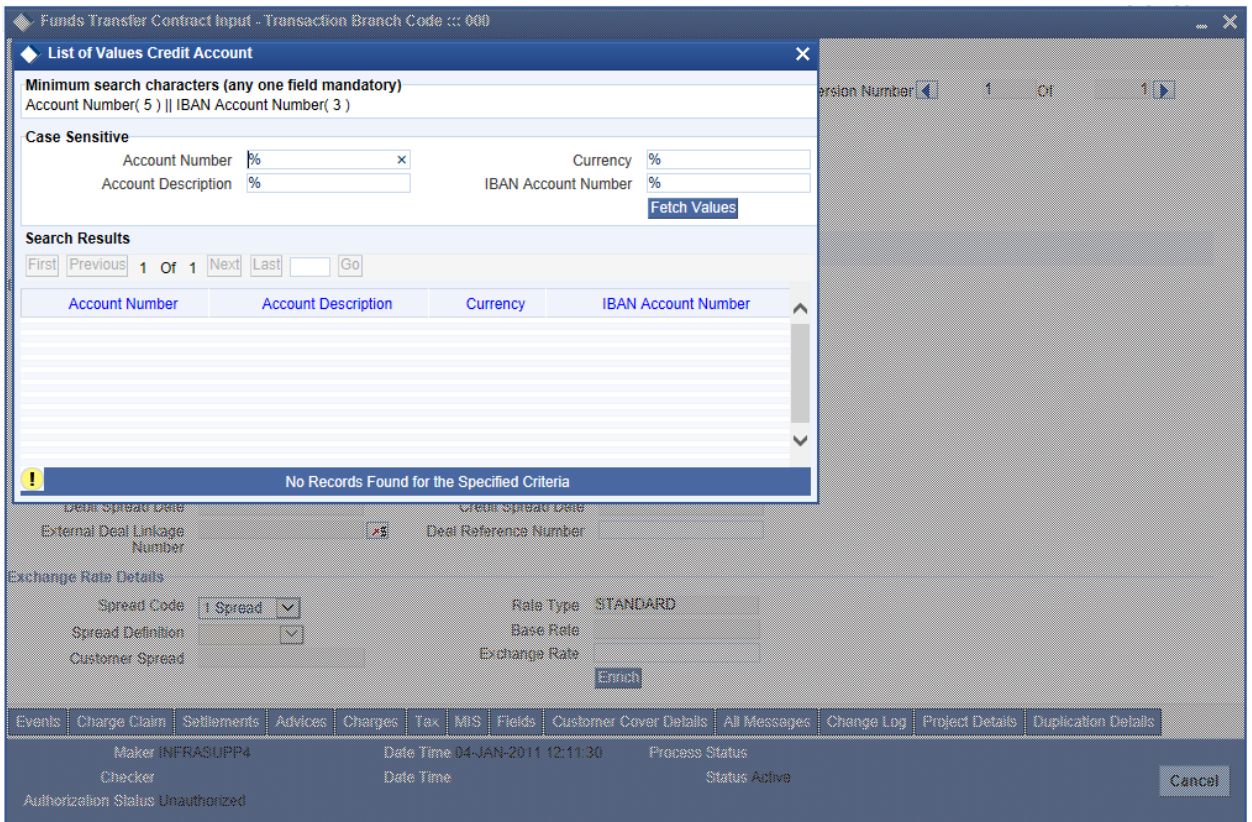 Funds Transfer Contract Input - Transaction Branch Code ::: 000
List of Values Credit Account
Minimum search characters (any one field mandatory)
Account Number( 5 ) || IBAN Account Number( 3 )
ersion Number 1 Of 1
Case Sensitive
Account Number % × Currency %
Account Description % IBAN Account Number %
Fetch Values
Search Results
First Previous 1 Of 1 Next Last Go
Account Number Account Description Currency IBAN Account Number
! No Records Found for the Specified Criteria
Debit Spread Date Credit Spread Date
External Deal Linkage Deal Reference Number
Number
Exchange Rate Details
Spread Code 1 Spread Rate Type STANDARD
Spread Definition Base Rate
Customer Spread Exchange Rate
Enrich
Events Charge Claim Settlements Advices Charges Tax MIS Fields Customer Cover Details All Messages Change Log Project Details Duplication Details
Maker INFRASUPP4 Date Time 04-JAN-2011 12:11:30 Process Status
Checker Date Time Status Active
Cancel
Authorization Status Unauthorized